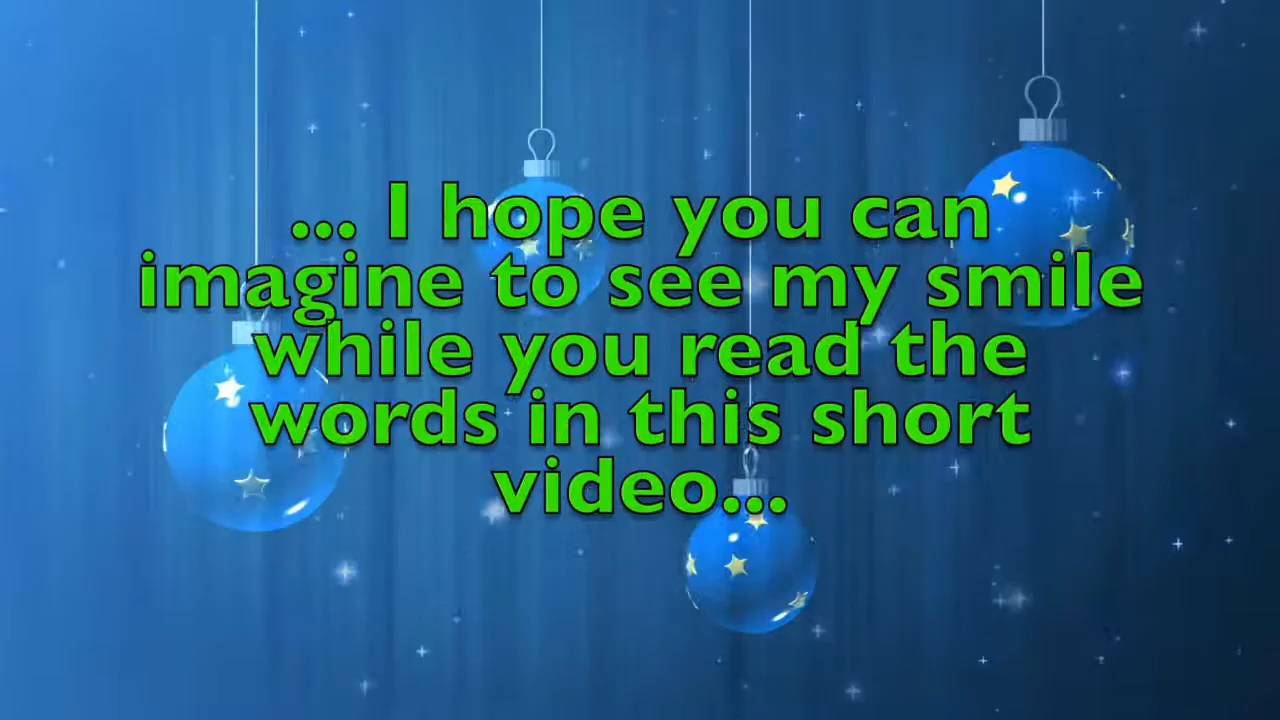 ... I hope you can
imagine to see my smile
while you read the
words in this short
video...